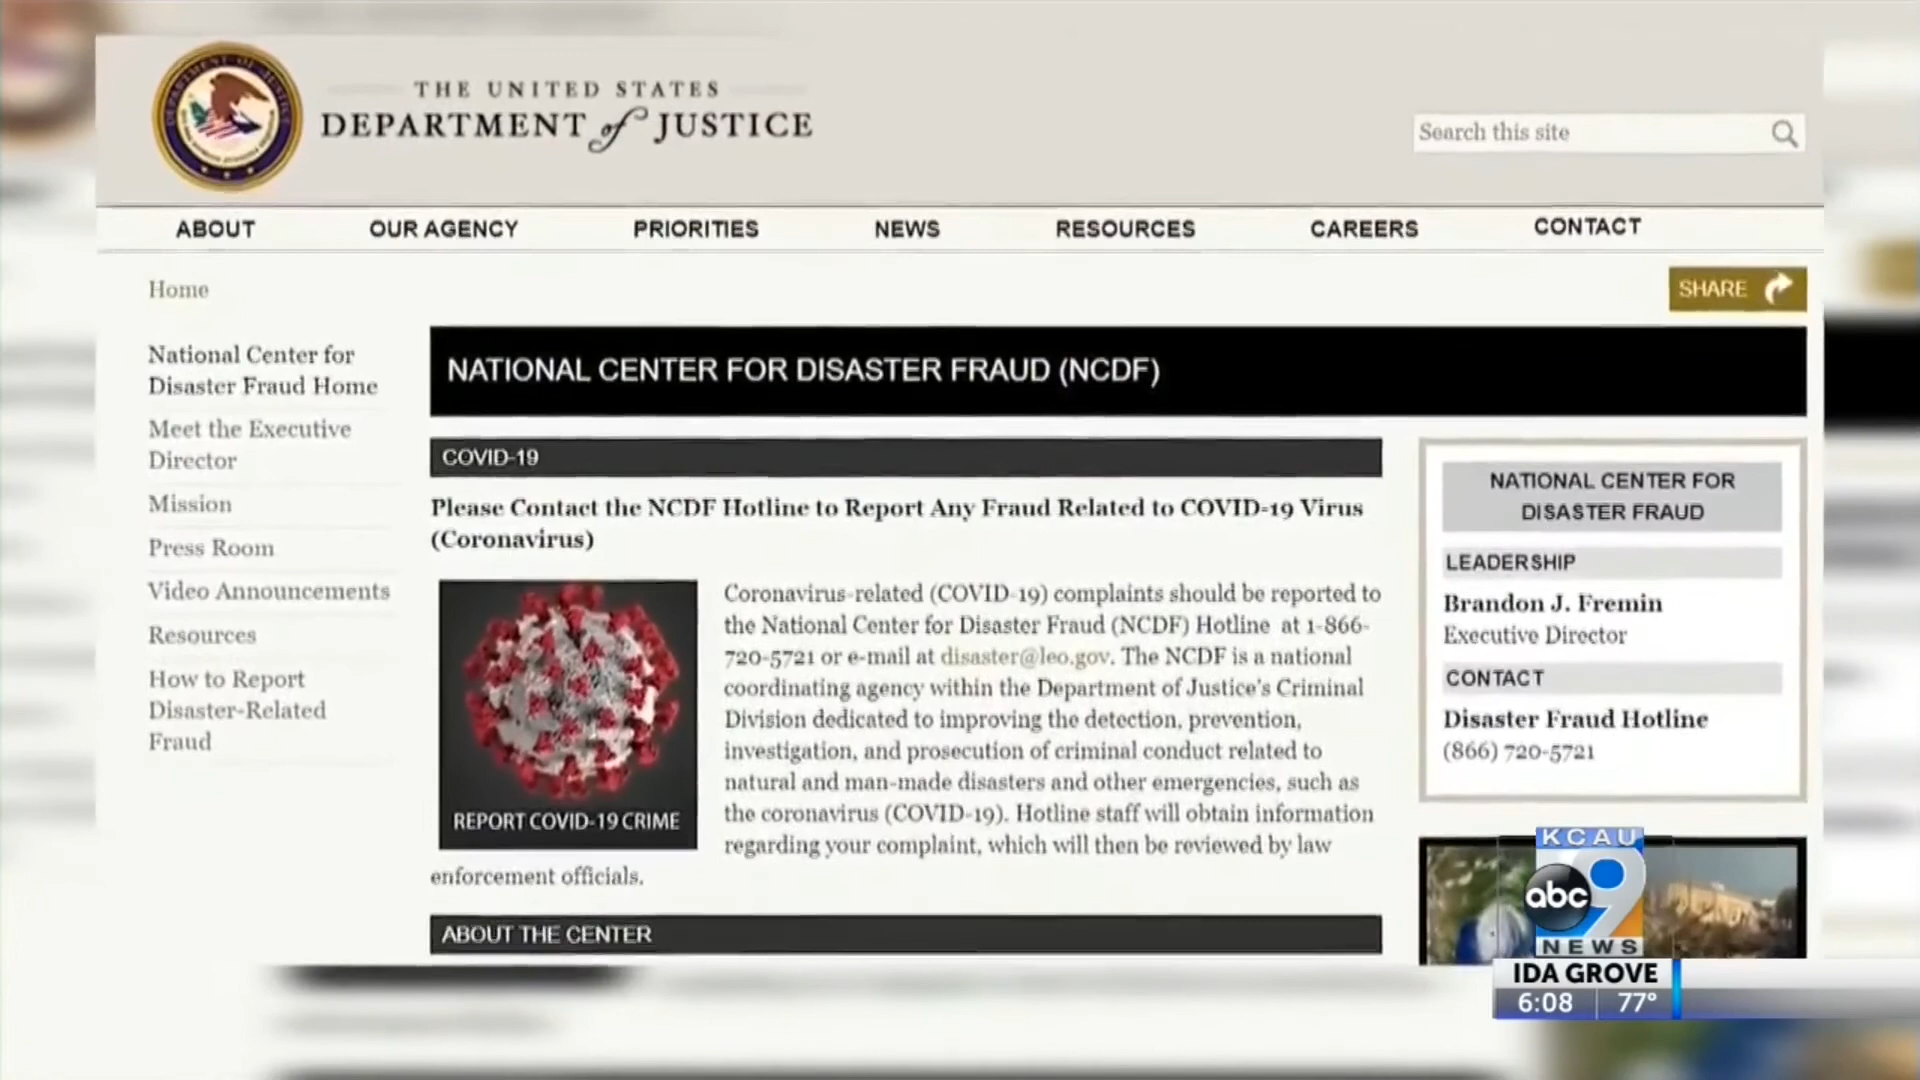 THE UNITED STATES
DEPARTMENT of JUSTICE
Search this site
ABOUT OUR AGENCY PRIORITIES NEWS RESOURCES CAREERS CONTACT
Home
SHARE
National Center for
Disaster Fraud Home
Meet the Executive
Director
Mission
Press Room
Video Announcements
Resources
How to Report
Disaster-Related
Fraud
NATIONAL CENTER FOR DISASTER FRAUD (NCDF)
COVID-19
Please Contact the NCDF Hotline to Report Any Fraud Related to COVID-19 Virus
(Coronavirus)
REPORT COVID-19 CRIME
Coronavirus-related (COVID-19) complaints should be reported to
the National Center for Disaster Fraud (NCDF) Hotline at 1-866-
720-5721 or e-mail at disaster@leo.gov. The NCDF is a national
coordinating agency within the Department of Justice's Criminal
Division dedicated to improving the detection, prevention,
investigation, and prosecution of criminal conduct related to
natural and man-made disasters and other emergencies, such as
the coronavirus (COVID-19). Hotline staff will obtain information
regarding your complaint, which will then be reviewed by law
enforcement officials.
ABOUT THE CENTER
NATIONAL CENTER FOR
DISASTER FRAUD
LEADERSHIP
Brandon J. Fremin
Executive Director
CONTACT
Disaster Fraud Hotline
(866) 720-5721
KCAU
abc 9
NEWS
IDA GROVE
6:08 77°